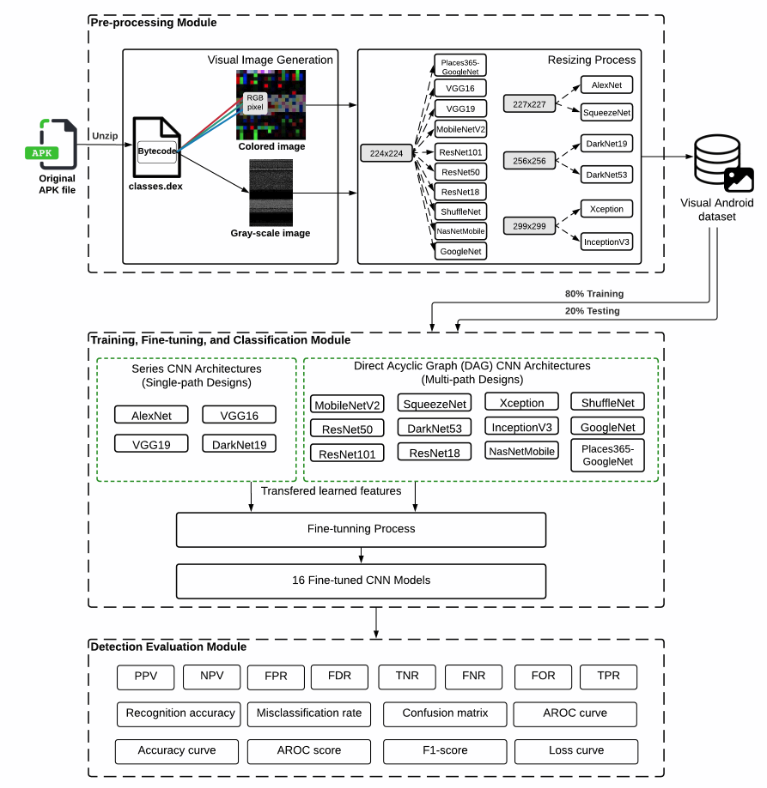 Pre-processing Module
Visual Image Generation
RGB
pixel
Colored image
APK
Original
APK file
Unzip
Bytecode
classes.dex
Gray-scale image
Resizing Process
224x224
Places365-
GoogleNet
VGG16
VGG19
MobileNetV2
ResNet101
ResNet50
ResNet18
ShuffleNet
NasNetMobile
GoogleNet
227x227
AlexNet
SqueezeNet
256x256
DarkNet19
DarkNet53
299x299
Xception
InceptionV3
Visual Android
dataset
80% Training
20% Testing
Training, Fine-tuning, and Classification Module
Series CNN Architectures
(Single-path Designs)
AlexNet
VGG16
VGG19
DarkNet19
Direct Acyclic Graph (DAG) CNN Architectures
(Multi-path Designs)
MobileNetV2
SqueezeNet
Xception
ShuffleNet
ResNet50
DarkNet53
InceptionV3
GoogleNet
ResNet101
ResNet18
NasNetMobile
Places365-
GoogleNet
Transfered learned features
Fine-tunning Process
16 Fine-tuned CNN Models
Detection Evaluation Module
PPV
NPV
FPR
FDR
TNR
FNR
FOR
TPR
Recognition accuracy
Misclassification rate
Confusion matrix
AROC curve
Accuracy curve
AROC score
F1-score
Loss curve